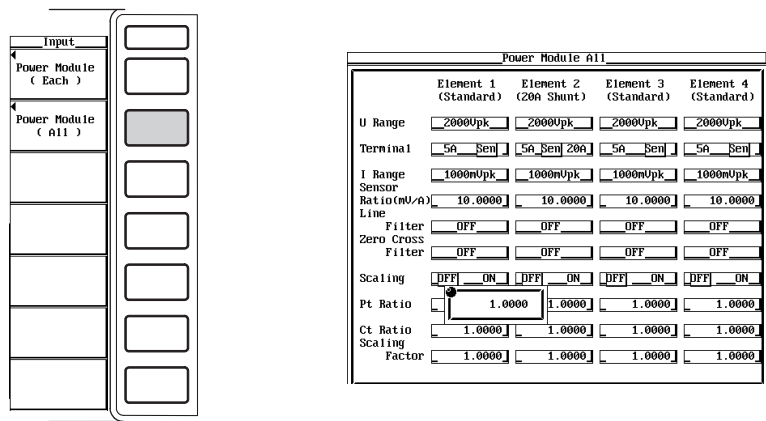 Input
Power Module
( Each )
Power Module
( All )
Power Module All
Element 1 Element 2 Element 3 Element 4
(Standard) (20A Shunt) (Standard) (Standard)
U Range 2000Vpk 2000Vpk 2000Vpk 2000Vpk
Terminal 5A Sen 5A Sen 20A 5A Sen 5A Sen
I Range 1000mVpk 1000mVpk 1000mVpk 1000mVpk
Sensor
Ratio(mV/A) 10.0000 10.0000 10.0000 10.0000
Line
Filter OFF OFF OFF OFF
Zero Cross
Filter OFF OFF OFF OFF
Scaling OFF ON OFF ON OFF ON OFF ON
Pt Ratio 1.0000 1.0000 1.0000 1.0000
Ct Ratio 1.0000 1.0000 1.0000 1.0000
Scaling
Factor 1.0000 1.0000 1.0000 1.0000